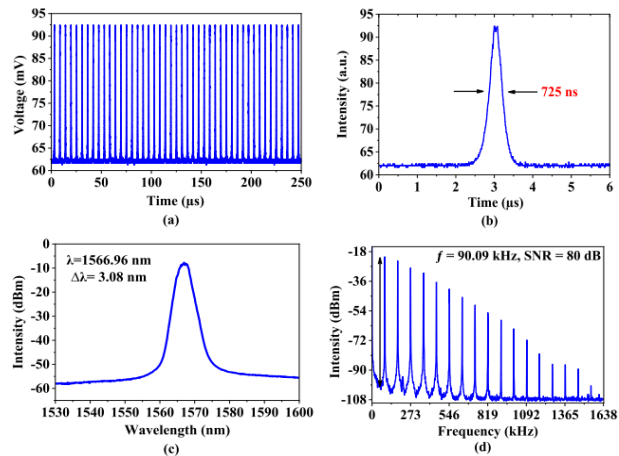 95
90
85
80
75
70
65
60
Voltage (mV)
0 50 100 150 200 250
Time (µs)
(a)
95
90
85
80
75
70
65
60
Intensity (a.u.)
725 ns
0 1 2 3 4 5 6
Time (µs)
(b)
0
-10
-20
-30
-40
-50
-60
Intensity (dBm)
λ=1566.96 nm
Δλ= 3.08 nm
1530 1540 1550 1560 1570 1580 1590 1600
Wavelength (nm)
(c)
-18
-36
-54
-72
-90
-108
Intensity (dBm)
f = 90.09 kHz, SNR = 80 dB
0 273 546 819 1092 1365 1638
Frequency (kHz)
(d)